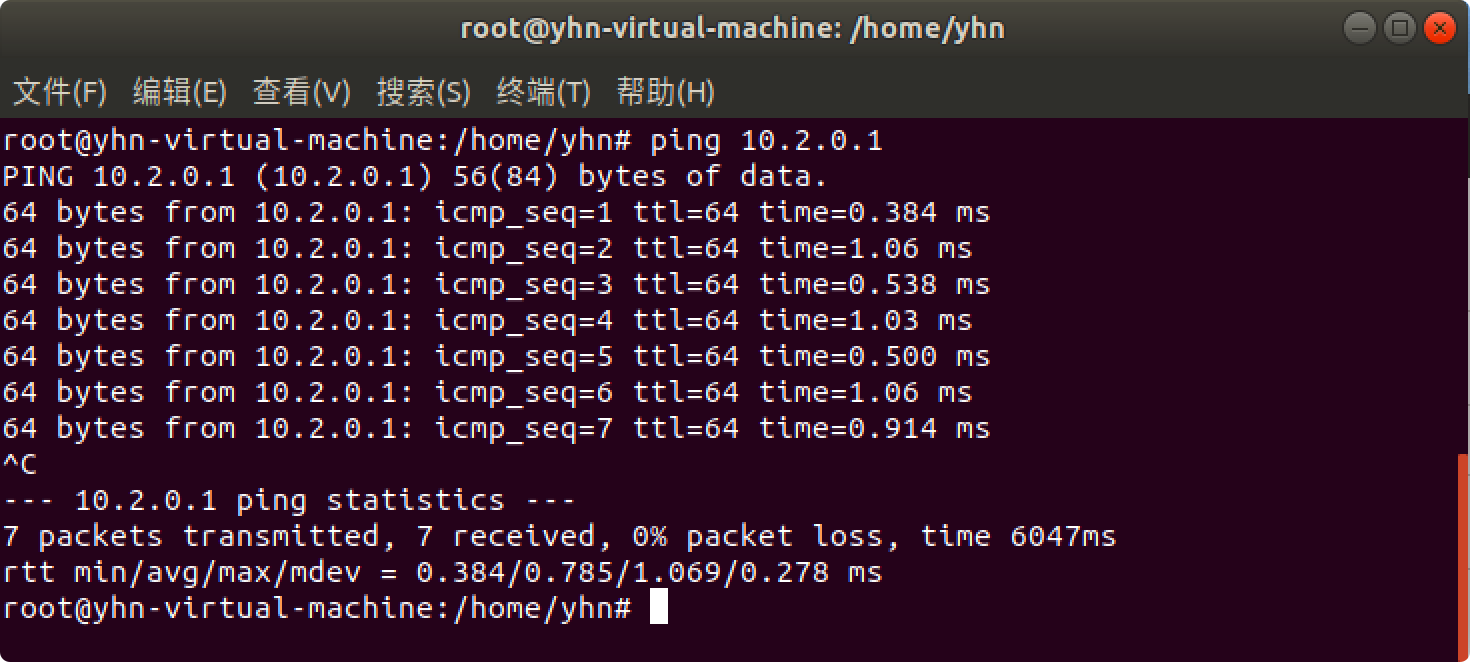 root@yhn-virtual-machine: /home/yhn
文件(F) 编辑(E) 查看(V) 搜索(S) 终端(T) 帮助(H)
root@yhn-virtual-machine:/home/yhn# ping 10.2.0.1
PING 10.2.0.1 (10.2.0.1) 56(84) bytes of data.
64 bytes from 10.2.0.1: icmp_seq=1 ttl=64 time=0.384 ms
64 bytes from 10.2.0.1: icmp_seq=2 ttl=64 time=1.06 ms
64 bytes from 10.2.0.1: icmp_seq=3 ttl=64 time=0.538 ms
64 bytes from 10.2.0.1: icmp_seq=4 ttl=64 time=1.03 ms
64 bytes from 10.2.0.1: icmp_seq=5 ttl=64 time=0.500 ms
64 bytes from 10.2.0.1: icmp_seq=6 ttl=64 time=1.06 ms
64 bytes from 10.2.0.1: icmp_seq=7 ttl=64 time=0.914 ms
^C
--- 10.2.0.1 ping statistics ---
7 packets transmitted, 7 received, 0% packet loss, time 6047ms
rtt min/avg/max/mdev = 0.384/0.785/1.069/0.278 ms
root@yhn-virtual-machine:/home/yhn#